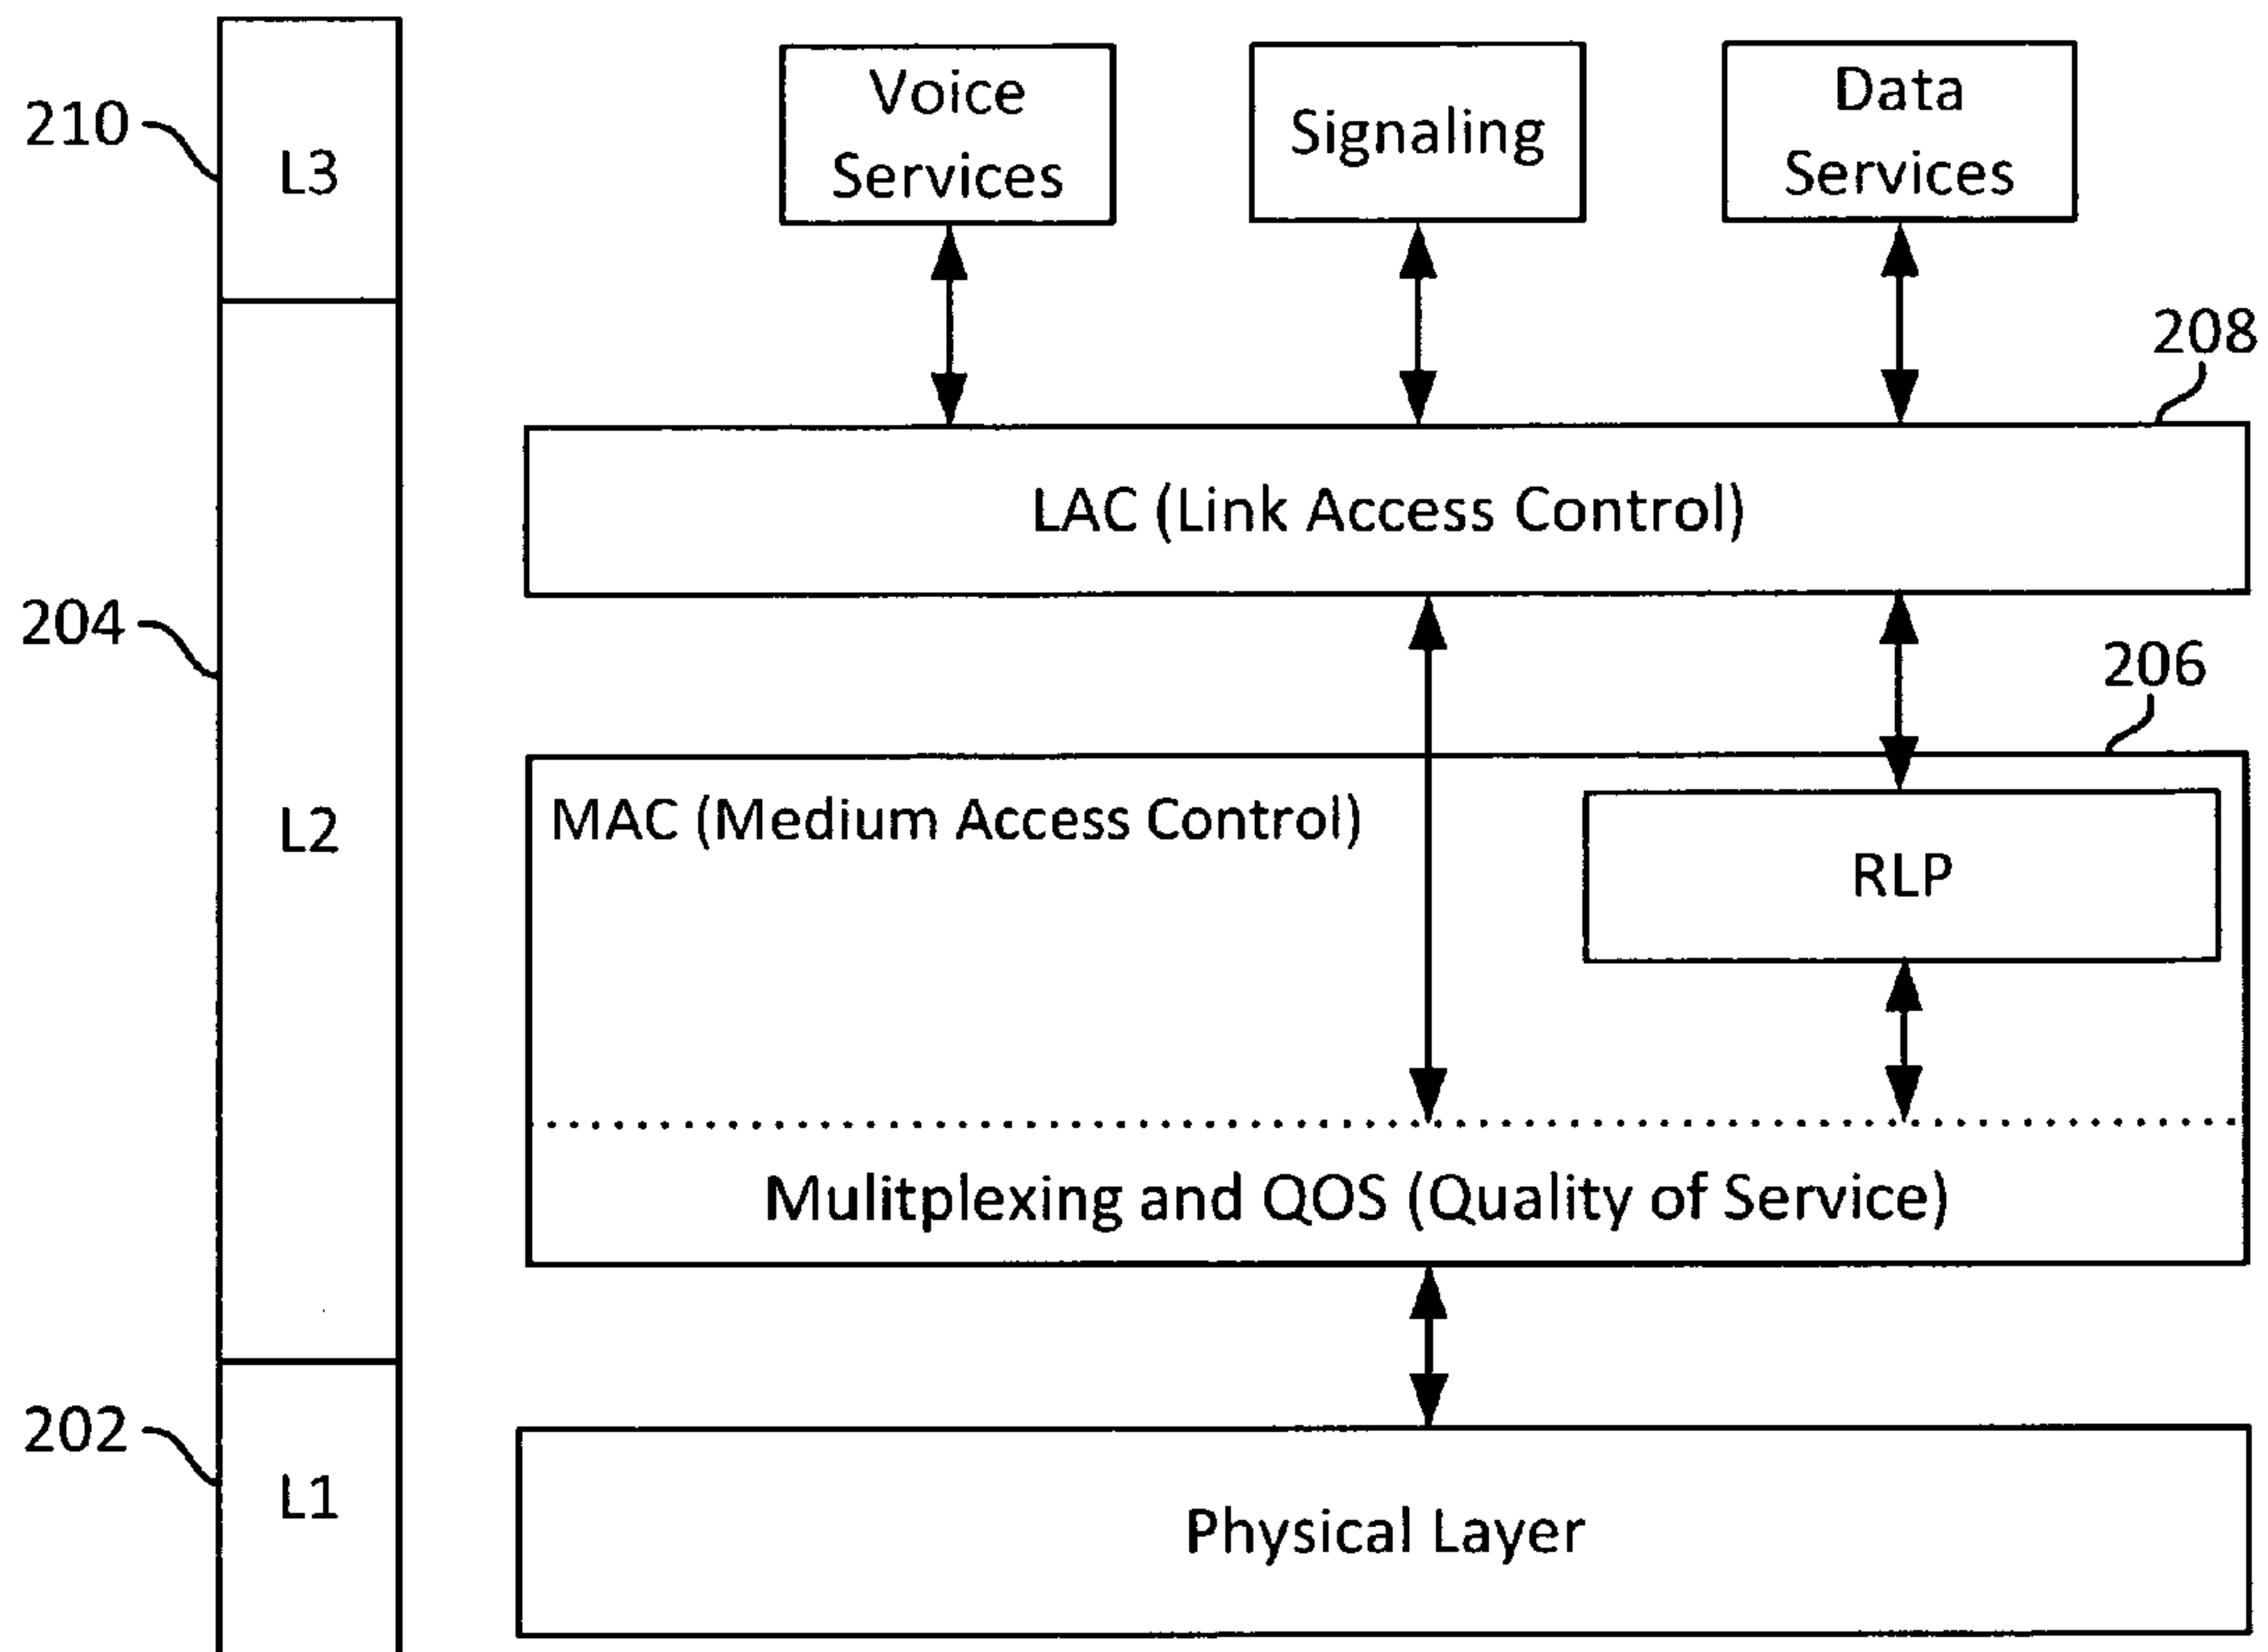 210
L3
Voice
Services
Signaling
Data
Services
208
LAC (Link Access Control)
204
L2
206
MAC (Medium Access Control)
RLP
Mulitplexing and QOS (Quality of Service)
202
L1
Physical Layer